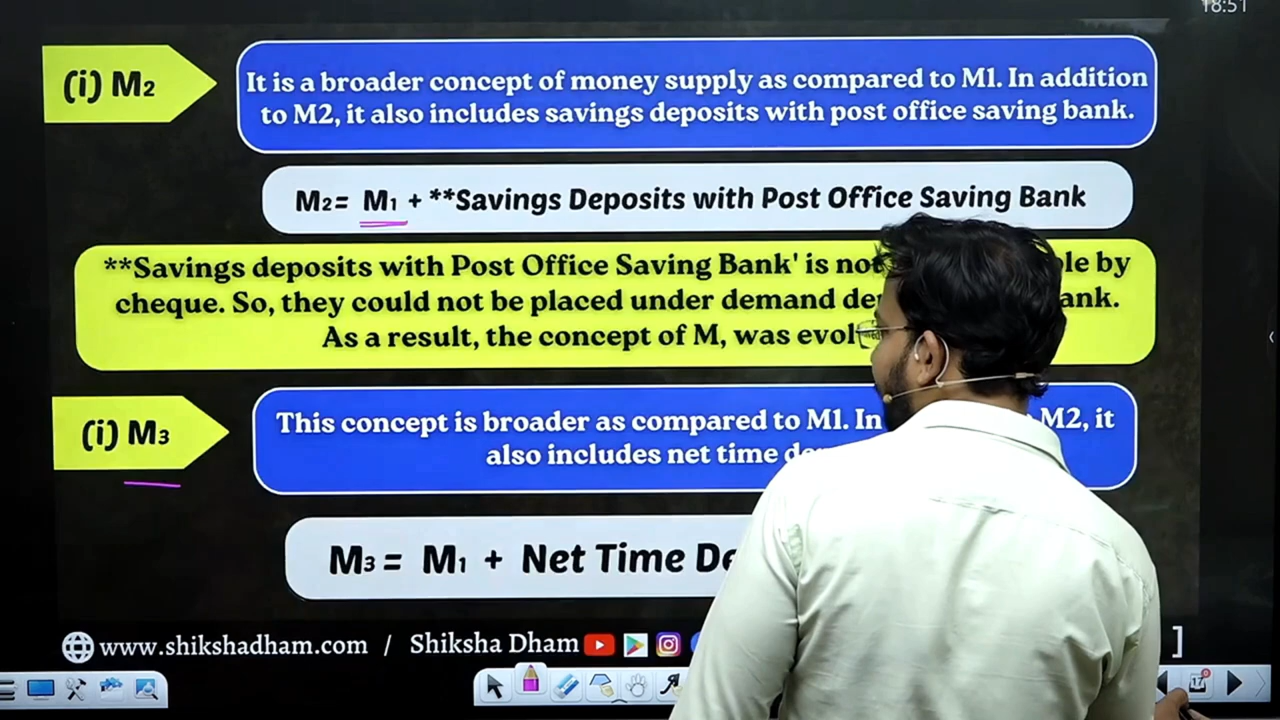 18:51
(i) M2
It is a broader concept of money supply as compared to M1. In addition
to M2, it also includes savings deposits with post office saving bank.
M2= M1 + **Savings Deposits with Post Office Saving Bank
**Savings deposits with Post Office Saving Bank' is not by
cheque. So, they could not be placed under demand
As a result, the concept of M, was
(i) M3
This concept is broader as compared to M1. In M2, it
also includes net time
M3 = M1 + Net Time
www.shikshadham.com / Shiksha Dham ]
17